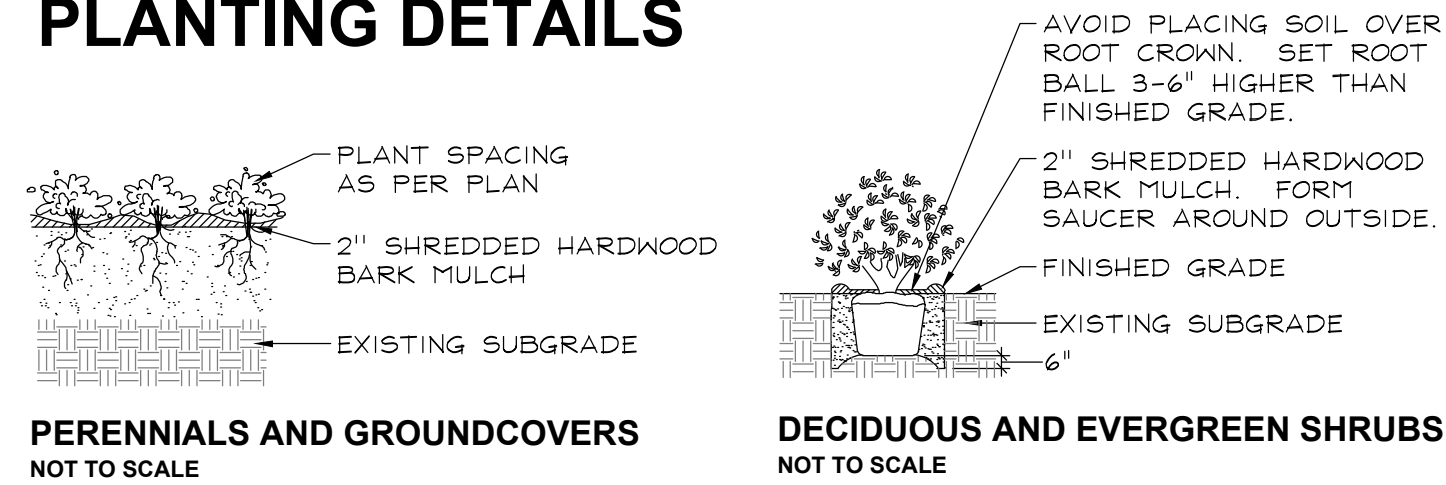 PLANTING DETAILS
PLANT SPACING
AS PER PLAN
2" SHREDDED HARDWOOD
BARK MULCH
EXISTING SUBGRADE
PERENNIALS AND GROUNDCOVERS
NOT TO SCALE
AVOID PLACING SOIL OVER
ROOT CROWN. SET ROOT
BALL 3-6" HIGHER THAN
FINISHED GRADE.
2" SHREDDED HARDWOOD
BARK MULCH. FORM
SAUCER AROUND OUTSIDE.
FINISHED GRADE
EXISTING SUBGRADE
6"
DECIDUOUS AND EVERGREEN SHRUBS
NOT TO SCALE